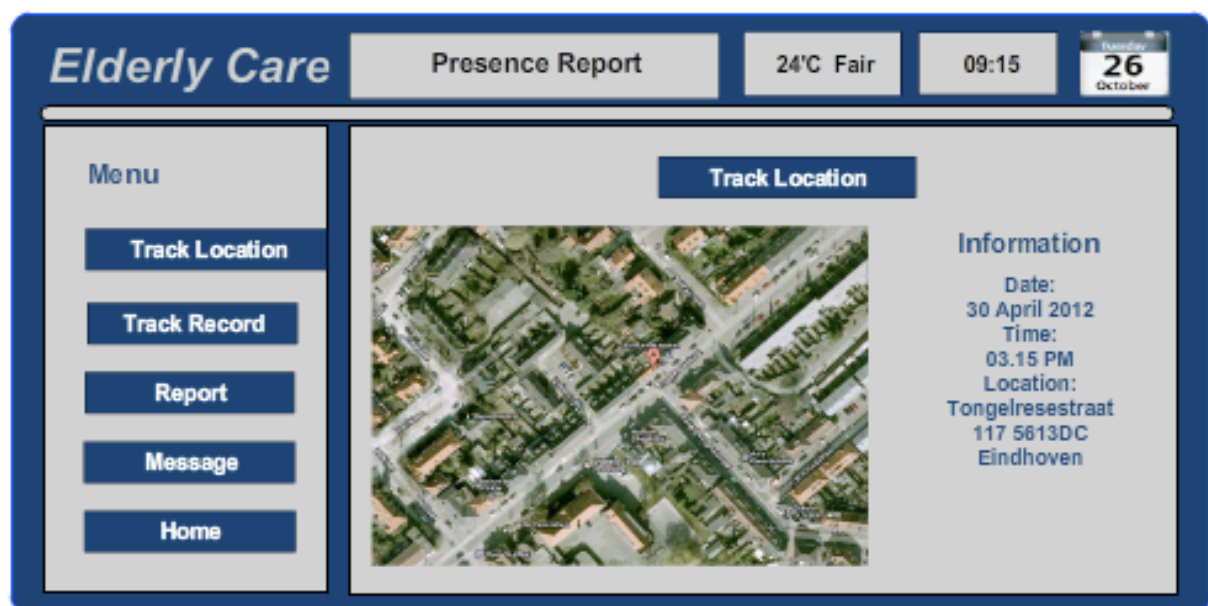 Elderly Care
Presence Report
24'C Fair
09:15
Tuesday
26
October
Menu
Track Location
Track Record
Report
Message
Home
Track Location
Information
Date:
30 April 2012
Time:
03.15 PM
Location:
Tongelresestraat
117 5613DC
Eindhoven